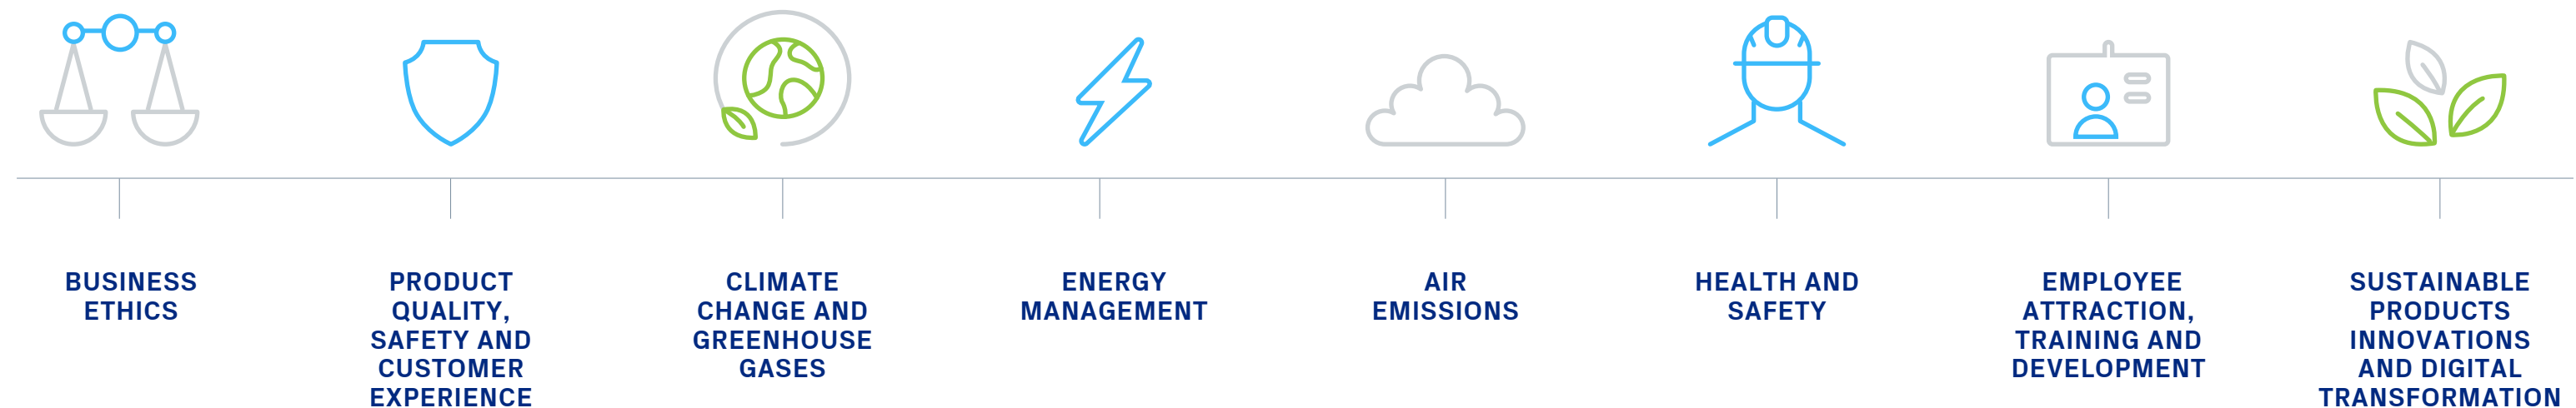 BUSINESS
ETHICS
PRODUCT
QUALITY,
SAFETY AND
CUSTOMER
EXPERIENCE
CLIMATE
CHANGE AND
GREENHOUSE
GASES
ENERGY
MANAGEMENT
AIR
EMISSIONS
HEALTH AND
SAFETY
EMPLOYEE
ATTRACTION,
TRAINING AND
DEVELOPMENT
SUSTAINABLE
PRODUCTS
INNOVATIONS
AND DIGITAL
TRANSFORMATION